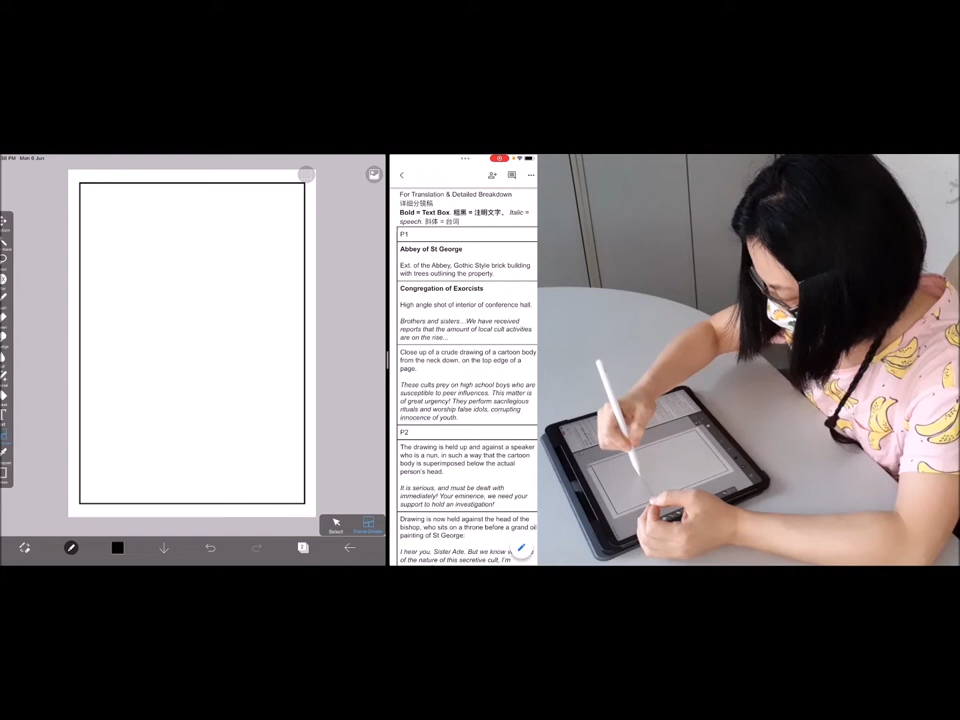 Mon 6 Jun
Select
Frame Divide
2
For Translation & Detailed Breakdown
详细分镜稿
Bold = Text Box. 粗黑 = 注明文字， Italic =
speech. 斜体 = 台词
P1
Abbey of St George
Ext. of the Abbey, Gothic Style brick building
with trees outlining the property.
Congregation of Exorcists
High angle shot of interior of conference hall.
Brothers and sisters...We have received
reports that the amount of local cult activities
are on the rise...
Close up of a crude drawing of a cartoon body
from the neck down, on the top edge of a
page.
These cults prey on high school boys who are
susceptible to peer influences. This matter is
of great urgency! They perform sacrilegious
rituals and worship false idols, corrupting
innocence of youth.
P2
The drawing is held up and against a speaker
who is a nun, in such a way that the cartoon
body is superimposed below the actual
person's head.
It is serious, and must be dealt with
immediately! Your eminence, we need your
support to hold an investigation!
Drawing is now held against the head of the
bishop, who sits on a throne before a grand oil
painting of St George:
I hear you, Sister Ade. But we know
of the nature of this secretive cult, I'm